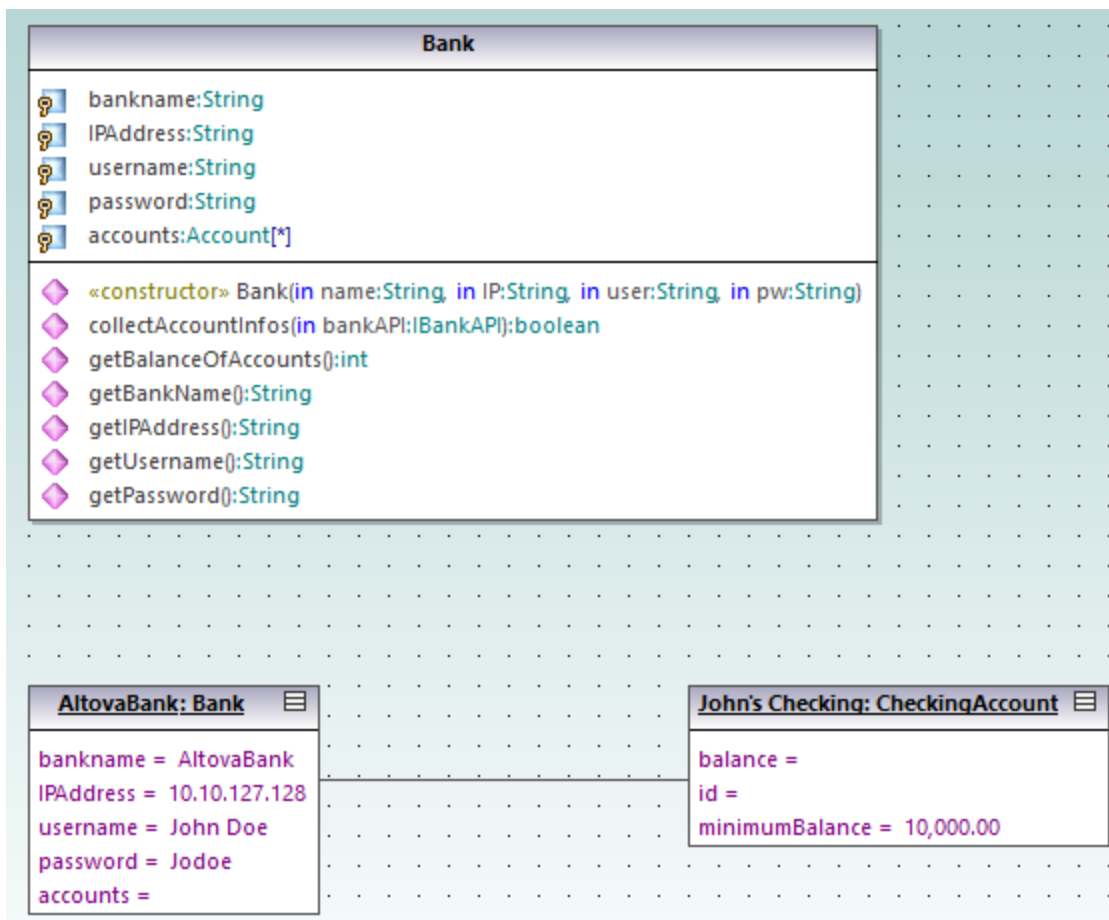 Bank
bankname:String
IPAddress:String
username:String
password:String
accounts:Account[*]
«constructor» Bank(in name:String, in IP:String, in user:String, in pw:String)
collectAccountInfos(in bankAPI:IBankAPI):boolean
getBalanceOfAccounts():int
getBankName():String
getIPAddress():String
getUsername():String
getPassword():String
AltovaBank: Bank
bankname = AltovaBank
IPAddress = 10.10.127.128
username = John Doe
password = Jodoe
accounts =
John's Checking: CheckingAccount
balance =
id =
minimumBalance = 10,000.00